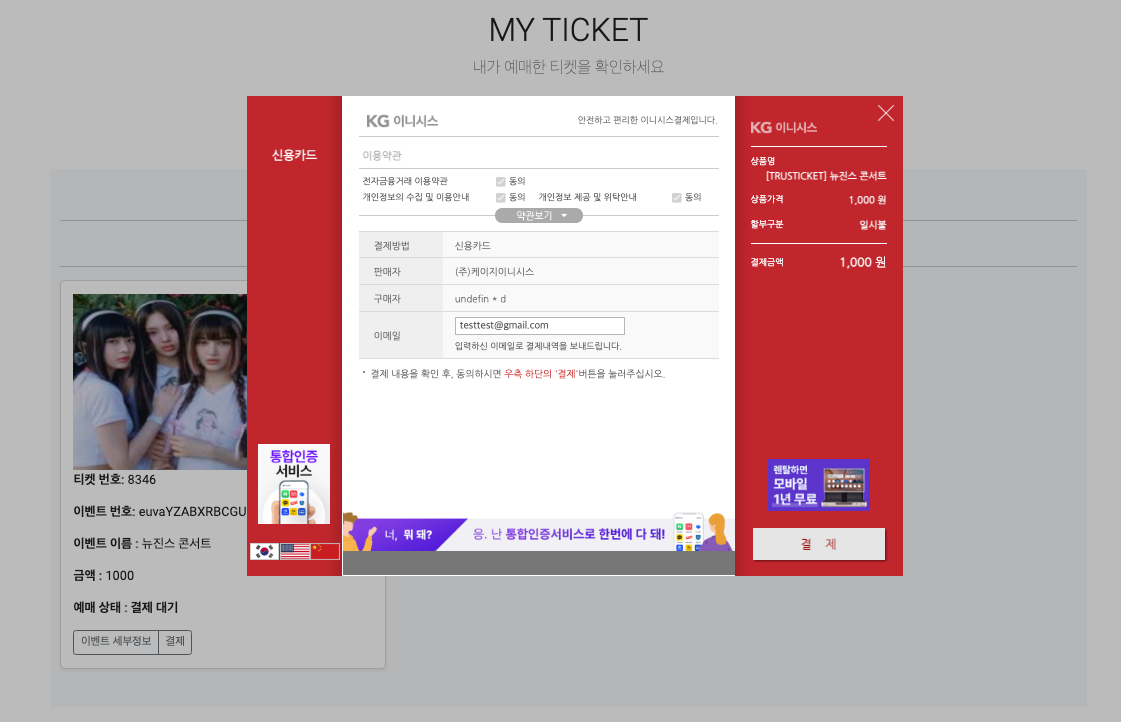 MY TICKET
내가 예매한 티켓을 확인하세요
신용카드
통합인증
서비스
KG 이니시스
안전하고 편리한 이니시스결제입니다.
이용약관
전자금융거래 이용약관 동의
개인정보의 수집 및 이용안내 동의 개인정보 제공 및 위탁안내 동의
약관보기
결제방법 신용카드
판매자 (주)케이지이니시스
구매자 undefin * d
이메일 testtest@gmail.com
입력하신 이메일로 결제내역을 보내드립니다.
· 결제 내용을 확인 후, 동의하시면 우측 하단의 '결제'버튼을 눌러주십시오.
너, 뭐 돼? 응. 난 통합인증서비스로 한번에 다 돼!
KG 이니시스
상품명
[TRUSTICKET] 뉴진스 콘서트
상품가격 1,000 원
할부구분 일시불
결제금액 1,000 원
렌탈하면
모바일
1년 무료
결 제
티켓 번호: 8346
이벤트 번호: euvaYZABXRBCGU
이벤트 이름 : 뉴진스 콘서트
금액 : 1000
예매 상태 : 결제 대기
이벤트 세부정보 결제